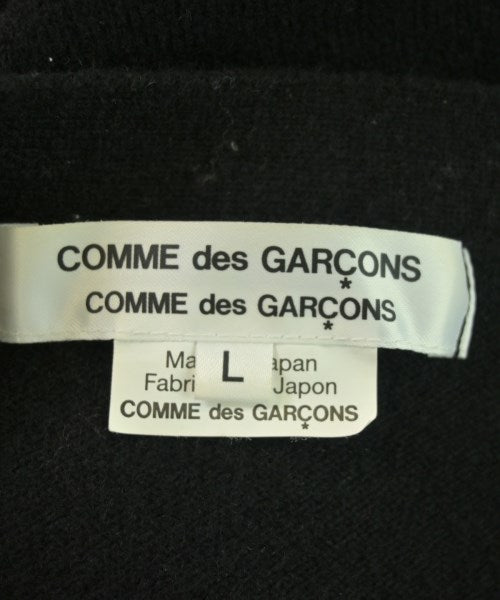 COMME des GARÇONS
COMME des GARÇONS
Ma L apan
Fabri Japon
COMME des GARÇONS